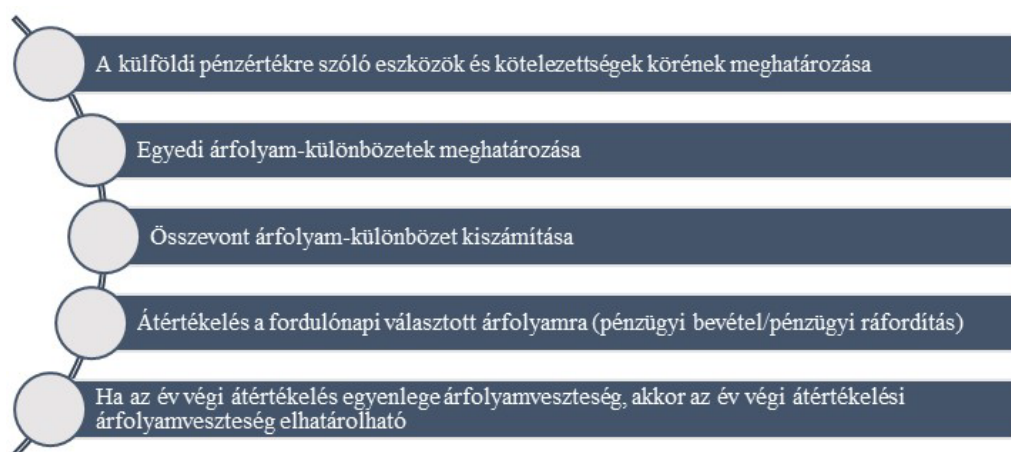 A külföldi pénzértékre szóló eszközök és kötelezettségek körének meghatározása
Egyedi árfolyam-különbözetek meghatározása
Összevont árfolyam-különbözet kiszámítása
Átértékelés a fordulónapi választott árfolyamra (pénzügyi bevétel/pénzügyi ráfordítás)
Ha az év végi átértékelés egyenlege árfolyamveszteség, akkor az év végi átértékelési
árfolyamveszteség elhatárolható